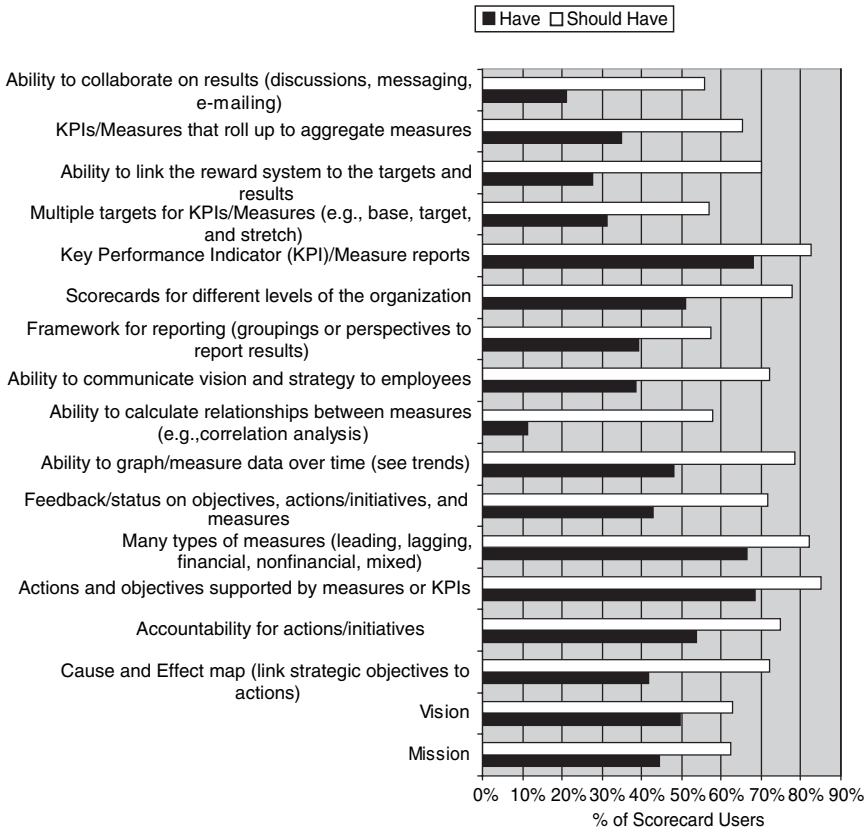 Have Should Have
Ability to collaborate on results (discussions, messaging,
e-mailing)
KPIs/Measures that roll up to aggregate measures
Ability to link the reward system to the targets and
results
Multiple targets for KPIs/Measures (e.g., base, target,
and stretch)
Key Performance Indicator (KPI)/Measure reports
Scorecards for different levels of the organization
Framework for reporting (groupings or perspectives to
report results)
Ability to communicate vision and strategy to employees
Ability to calculate relationships between measures
(e.g.,correlation analysis)
Ability to graph/measure data over time (see trends)
Feedback/status on objectives, actions/initiatives, and
measures
Many types of measures (leading, lagging,
financial, nonfinancial, mixed)
Actions and objectives supported by measures or KPIs
Accountability for actions/initiatives
Cause and Effect map (link strategic objectives to
actions)
Vision
Mission
0% 10% 20% 30% 40% 50% 60% 70% 80% 90%
% of Scorecard Users